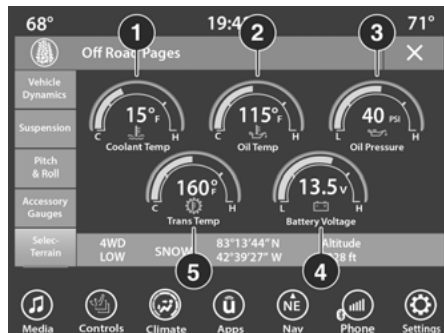 68° 19:4 71°
1 2 3
Off Road Pages
Vehicle Dynamics
Suspension
Pitch & Roll
Accessory Gauges
Selec-Terrain
15°F
C H
Coolant Temp
115°F
C H
Oil Temp
40 PSI
L H
Oil Pressure
160°F
C H
Trans Temp
13.5 V
L H
Battery Voltage
4WD LOW
SNOW
83°13'44" N
42°39'27" W
Altitude
28 ft
5 4
Media Controls Climate Apps Nav Phone Settings
û NE